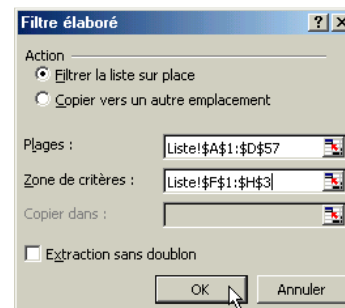 Filtre élaboré
Action
Filtrer la liste sur place
Copier vers un autre emplacement
Plages : Liste!$A$1:$D$57
Zone de critères : Liste!$F$1:$H$3
Copier dans :
Extraction sans doublon
OK Annuler